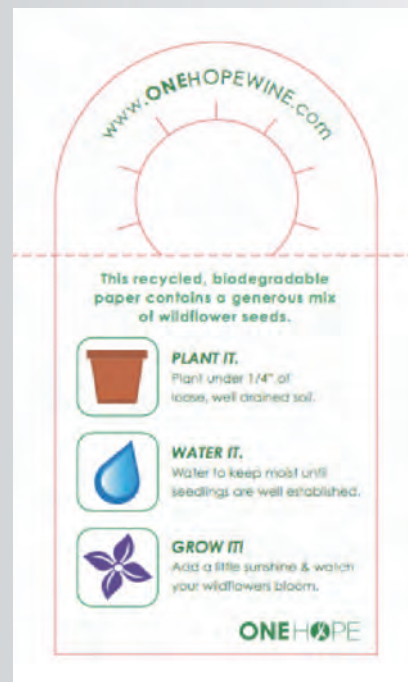 www.ONEHOPEWINE.com
This recycled, biodegradable
paper contains a generous mix
of wildflower seeds.
PLANT IT.
Plant under 1/4" of
loose, well drained soil.
WATER IT.
Water to keep moist until
seedlings are well established.
GROW IT!
Add a little sunshine & watch
your wildflowers bloom.
ONEHOPE